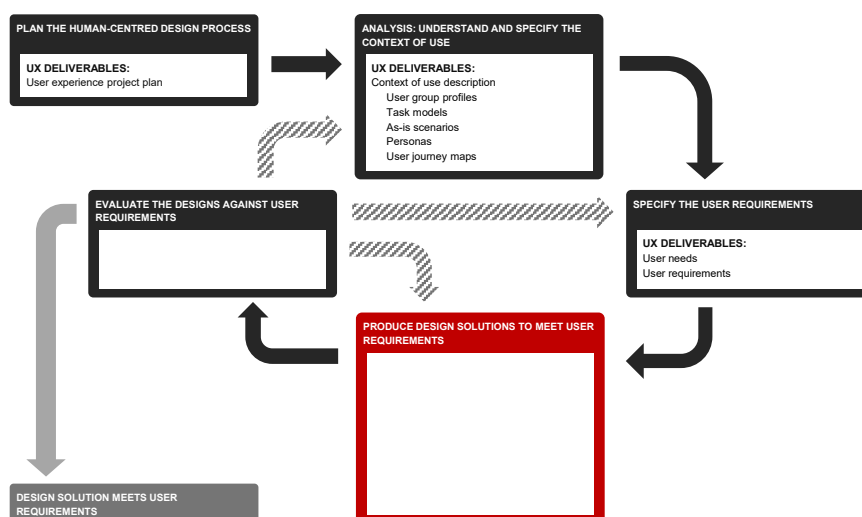 PLAN THE HUMAN-CENTRED DESIGN PROCESS
UX DELIVERABLES:
User experience project plan
ANALYSIS: UNDERSTAND AND SPECIFY THE
CONTEXT OF USE
UX DELIVERABLES:
Context of use description
User group profiles
Task models
As-is scenarios
Personas
User journey maps
EVALUATE THE DESIGNS AGAINST USER
REQUIREMENTS
SPECIFY THE USER REQUIREMENTS
UX DELIVERABLES:
User needs
User requirements
PRODUCE DESIGN SOLUTIONS TO MEET USER
REQUIREMENTS
DESIGN SOLUTION MEETS USER
REQUIREMENTS